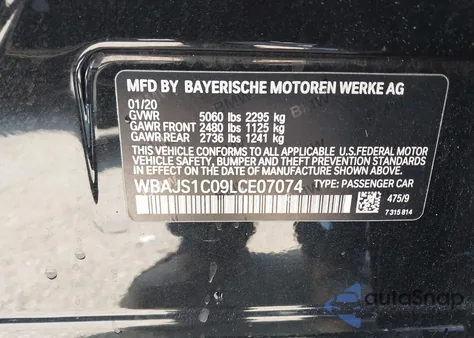 MFD BY BAYERISCHE MOTOREN WERKE AG
01/20
GVWR 5060 lbs 2295 kg
GAWR FRONT 2480 lbs 1125 kg
GAWR REAR 2736 lbs 1241 kg
THIS VEHICLE CONFORMS TO ALL APPLICABLE U.S.FEDERAL MOTOR
VEHICLE SAFETY, BUMPER AND THEFT PREVENTION STANDARDS
IN EFFECT ON THE DATE OF MANUFACTURE SHOWN ABOVE.
WBAJS1C09LCE07074 TYPE: PASSENGER CAR
475/9
7 315 814
autoSnap